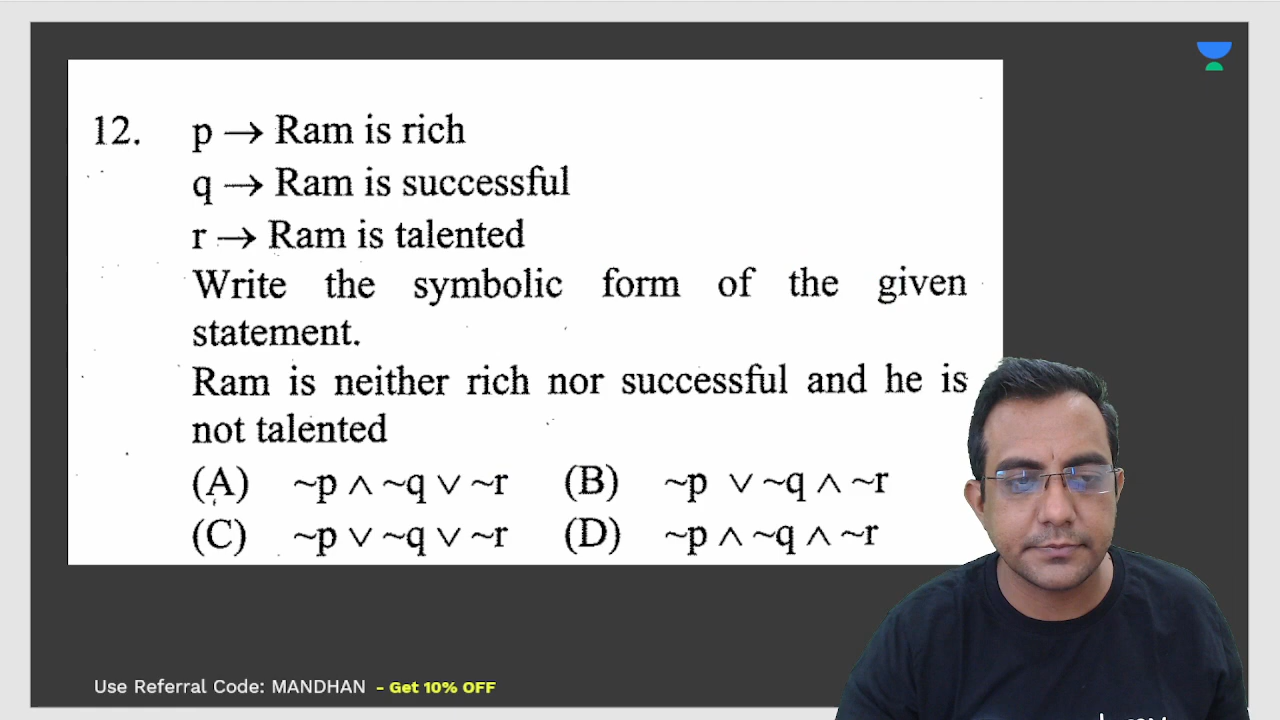 12. p → Ram is rich
q → Ram is successful
r → Ram is talented
Write the symbolic form of the given
statement.
Ram is neither rich nor successful and he is
not talented
(A) ~p ∧ ~q ∨ ~r (B) ~p ∨ ~q ∧ ~r
(C) ~p ∨ ~q ∨ ~r (D) ~p ∧ ~q ∧ ~r
Use Referral Code: MANDHAN - Get 10% OFF